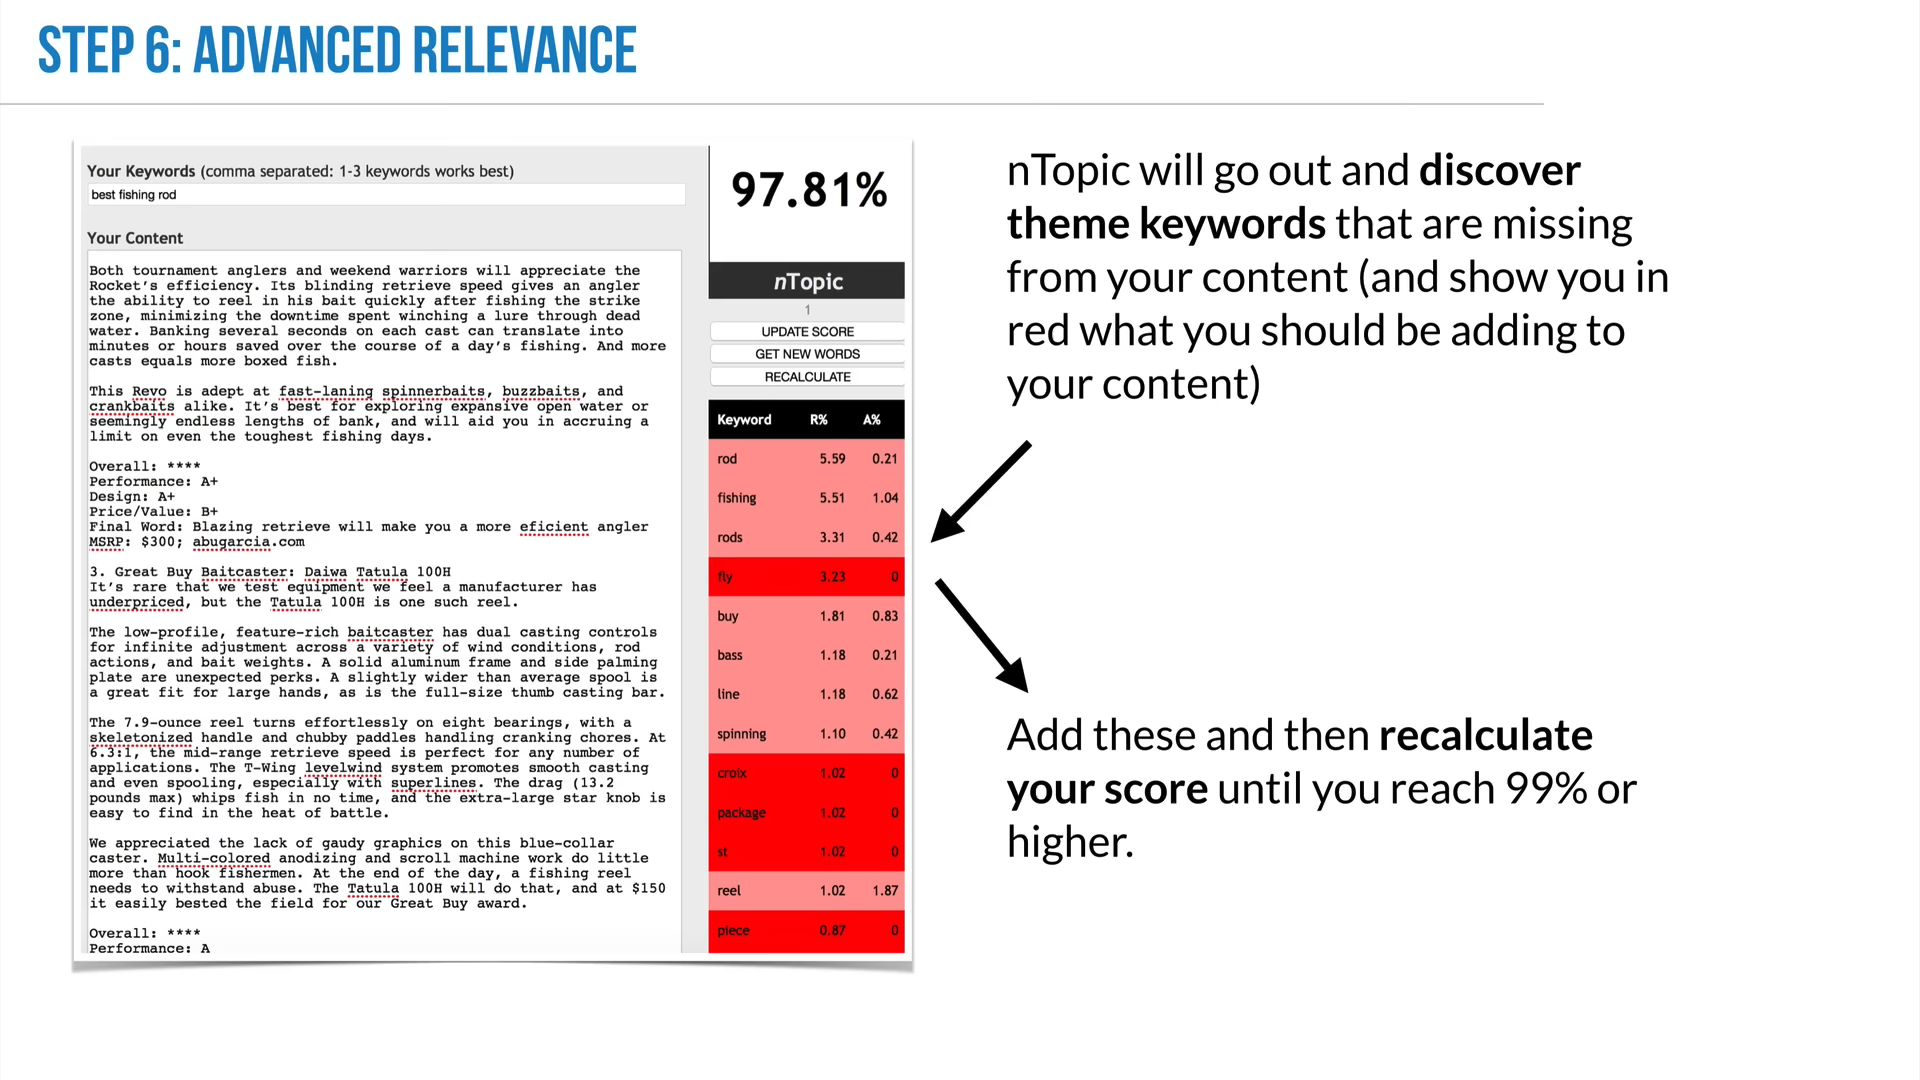 STEP 6: ADVANCED RELEVANCE
Your Keywords (comma separated: 1-3 keywords works best)
best fishing rod
Your Content
Both tournament anglers and weekend warriors will appreciate the
Rocket's efficiency. Its blinding retrieve speed gives an angler
the ability to reel in his bait quickly after fishing the strike
zone, minimizing the downtime spent winching a lure through dead
water. Banking several seconds on each cast can translate into
minutes or hours saved over the course of a day's fishing. And more
casts equals more boxed fish.
This Revo is adept at fast-laning spinnerbaits, buzzbaits, and
crankbaits alike. It's best for exploring expansive open water or
seemingly endless lengths of bank, and will aid you in accruing a
limit on even the toughest fishing days.
Overall: ****
Performance: A+
Design: A+
Price/Value: B+
Final Word: Blazing retrieve will make you a more eficient angler
MSRP: $300; abugarcia.com
3. Great Buy Baitcaster: Daiwa Tatula 100H
It's rare that we test equipment we feel a manufacturer has
underpriced, but the Tatula 100H is one such reel.
The low-profile, feature-rich baitcaster has dual casting controls
for infinite adjustment across a variety of wind conditions, rod
actions, and bait weights. A solid aluminum frame and side palming
plate are unexpected perks. A slightly wider than average spool is
a great fit for large hands, as is the full-size thumb casting bar.
The 7.9-ounce reel turns effortlessly on eight bearings, with a
skeletonized handle and chubby paddles handling cranking chores. At
6.3:1, the mid-range retrieve speed is perfect for any number of
applications. The T-Wing levelwind system promotes smooth casting
and even spooling, especially with superlines. The drag (13.2
pounds max) whips fish in no time, and the extra-large star knob is
easy to find in the heat of battle.
We appreciated the lack of gaudy graphics on this blue-collar
caster. Multi-colored anodizing and scroll machine work do little
more than hook fishermen. At the end of the day, a fishing reel
needs to withstand abuse. The Tatula 100H will do that, and at $150
it easily bested the field for our Great Buy award.
Overall: ****
Performance: A
97.81%
nTopic
1
UPDATE SCORE
GET NEW WORDS
RECALCULATE
Keyword R% A%
rod 5.59 0.21
fishing 5.51 1.04
rods 3.31 0.42
fly 3.23 0
buy 1.81 0.83
bass 1.18 0.21
line 1.18 0.62
spinning 1.10 0.42
croix 1.02 0
package 1.02 0
st 1.02 0
reel 1.02 1.87
piece 0.87 0
nTopic will go out and discover
theme keywords that are missing
from your content (and show you in
red what you should be adding to
your content)
Add these and then recalculate
your score until you reach 99% or
higher.